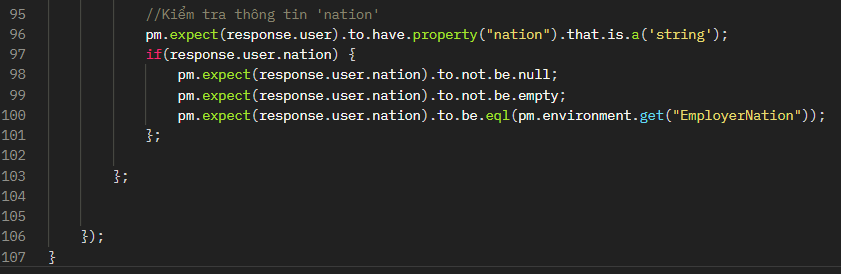 95 //Kiểm tra thông tin 'nation'
96 pm.expect(response.user).to.have.property("nation").that.is.a('string');
97 if(response.user.nation) {
98 pm.expect(response.user.nation).to.not.be.null;
99 pm.expect(response.user.nation).to.not.be.empty;
100 pm.expect(response.user.nation).to.be.eql(pm.environment.get("EmployerNation"));
101 };
102
103 };
104
105
106 });
107 }